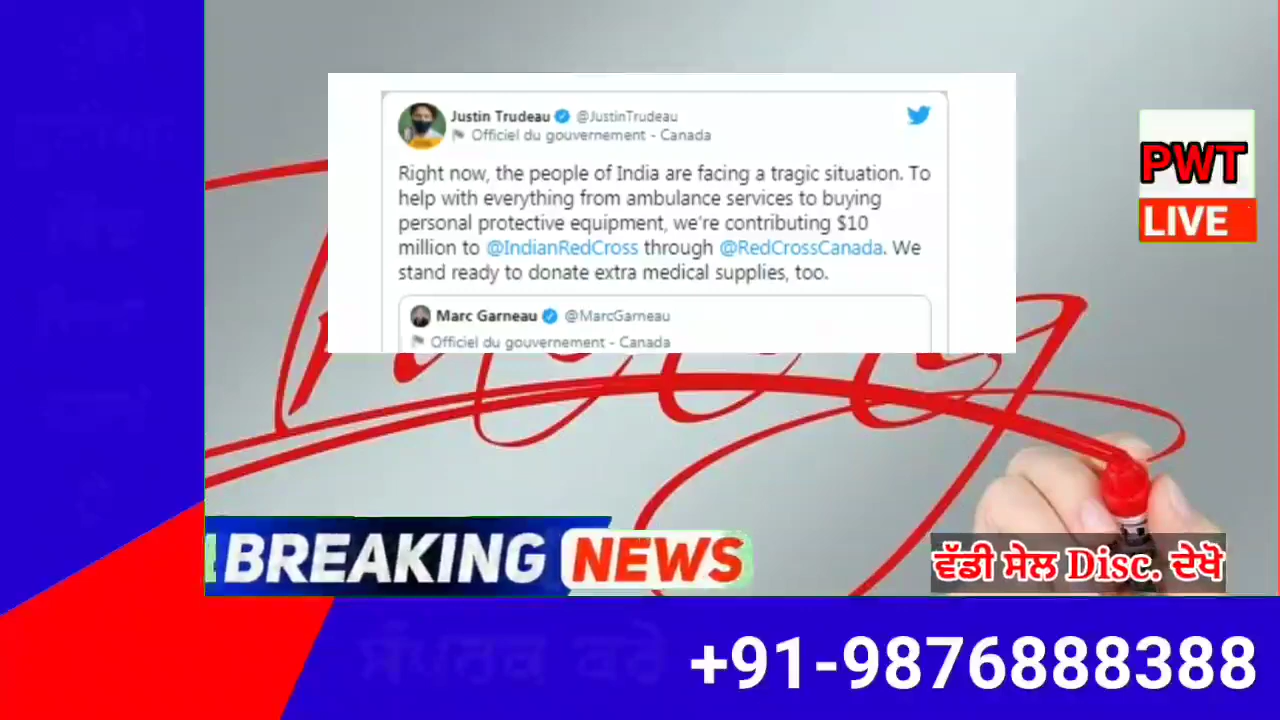 Justin Trudeau @JustinTrudeau
Officiel du gouvernement - Canada
Right now, the people of India are facing a tragic situation. To
help with everything from ambulance services to buying
personal protective equipment, we're contributing $10
million to @IndianRedCross through @RedCrossCanada. We
stand ready to donate extra medical supplies, too.
Marc Garneau @MarcGarneau
Officiel du gouvernement - Canada
PWT
LIVE
BREAKING NEWS
ਵੱਡੀ ਸੇਲ Disc. ਦੇਖੋ
ਸੰਪਰਕ ਕਰੋ
+91-9876888388